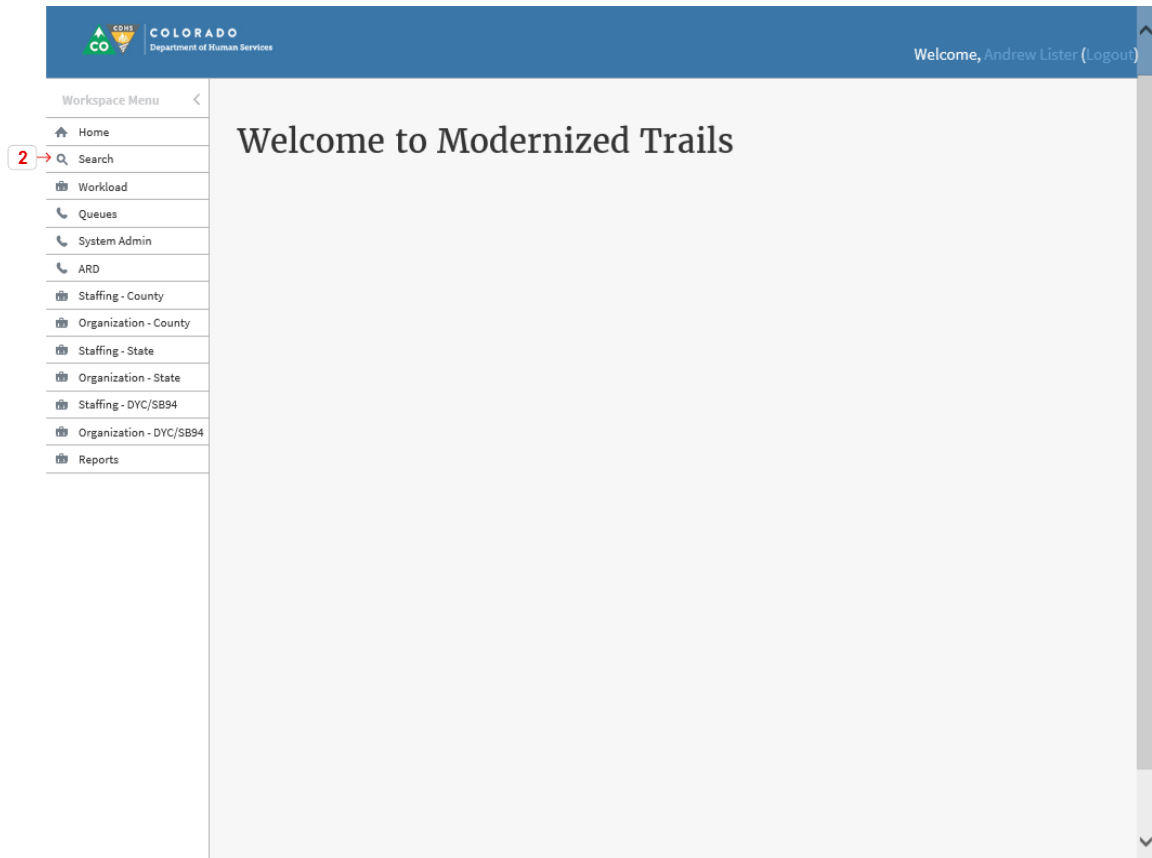 CDHS
CO
COLORADO
Department of Human Services
Welcome, Andrew Lister (Logout)
Workspace Menu
Home
Welcome to Modernized Trails
2
Search
Workload
Queues
System Admin
ARD
Staffing - County
Organization - County
Staffing - State
Organization - State
Staffing - DYC/SB94
Organization - DYC/SB94
Reports